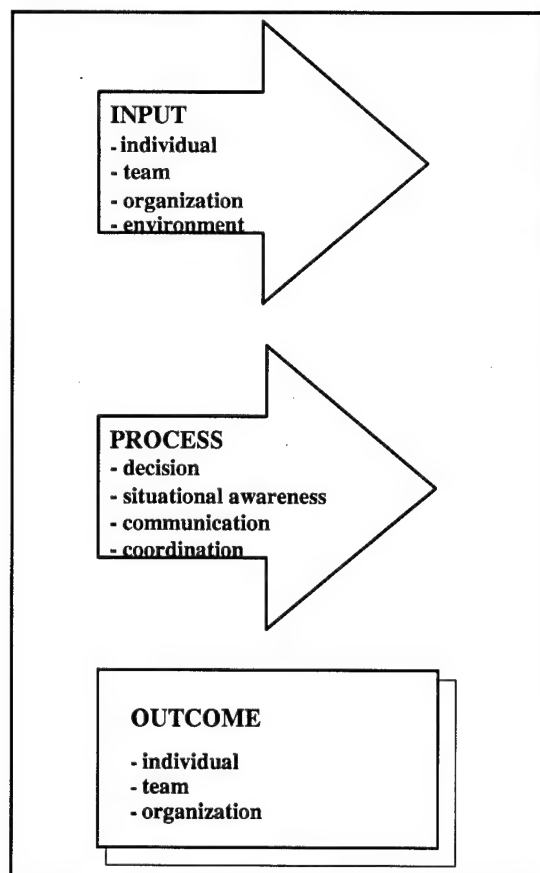 INPUT
- individual
- team
- organization
- environment
PROCESS
- decision
- situational awareness
- communication
- coordination
OUTCOME
- individual
- team
- organization